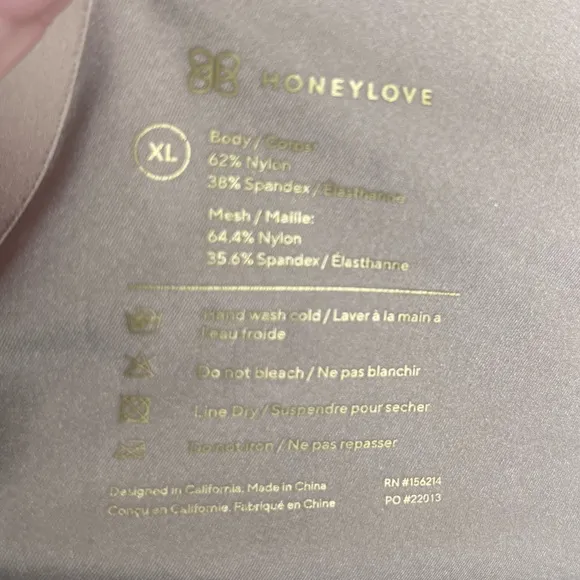 HONEYLOVE
XL
Body / Corps:
62% Nylon
38% Spandex / Élasthanne
Mesh / Maille:
64.4% Nylon
35.6% Spandex / Élasthanne
Hand wash cold / Laver à la main a
l'eau froide
Do not bleach / Ne pas blanchir
Line Dry / Suspendre pour secher
Do not iron / Ne pas repasser
Designed in California. Made in China
Conçu en Californie. Fabriqué en Chine
RN #156214
PO #22013